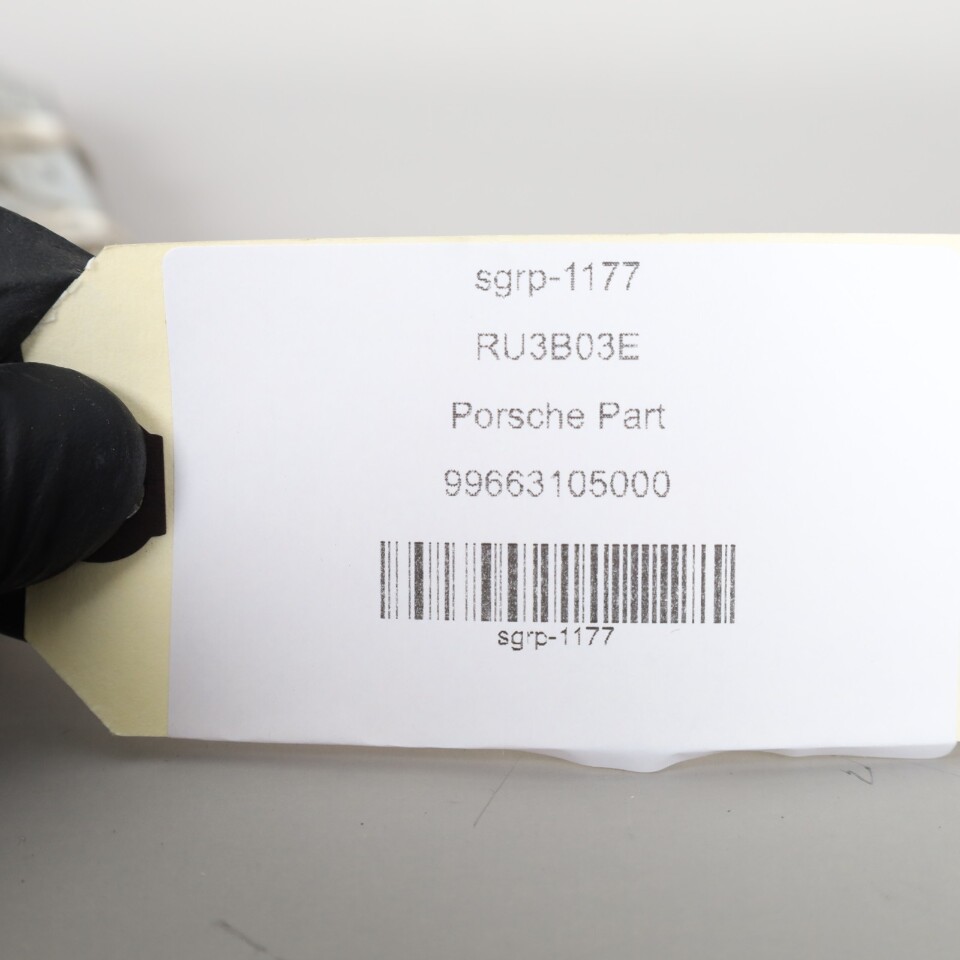 sgrp-1177
RU3B03E
Porsche Part
99663105000
sgrp-1177